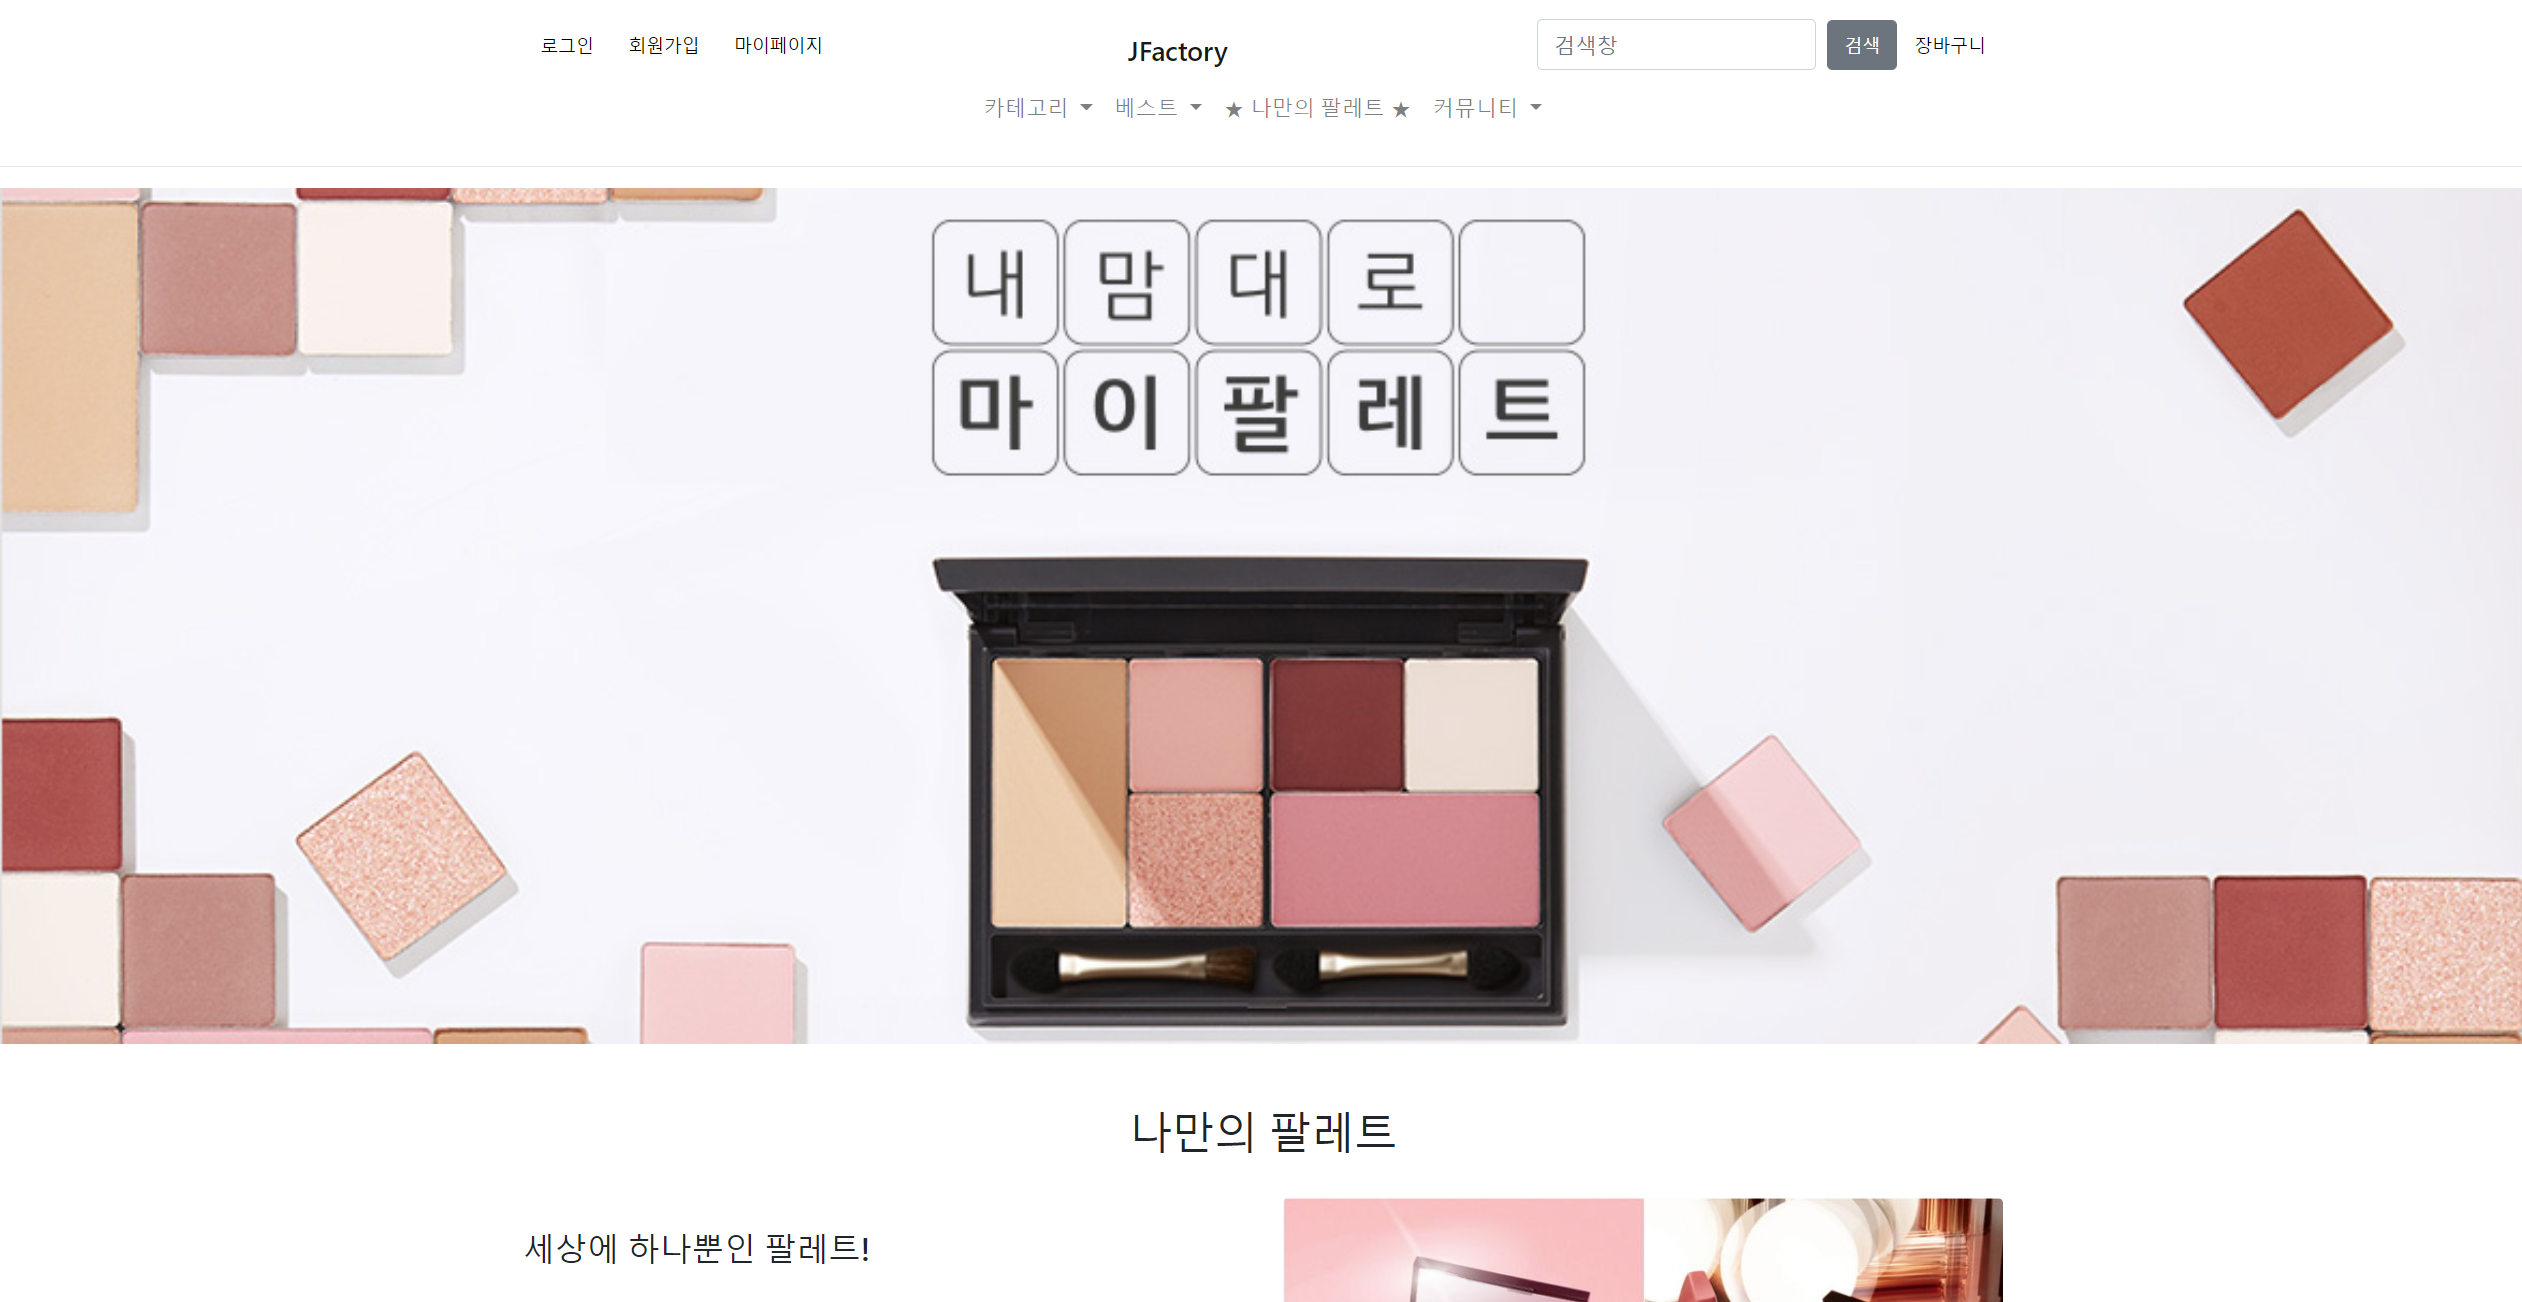 로그인 회원가입 마이페이지 JFactory 검색창 검색 장바구니
카테고리 베스트 ★ 나만의 팔레트 ★ 커뮤니티
내맘대로
마이팔레트
나만의 팔레트
세상에 하나뿐인 팔레트!